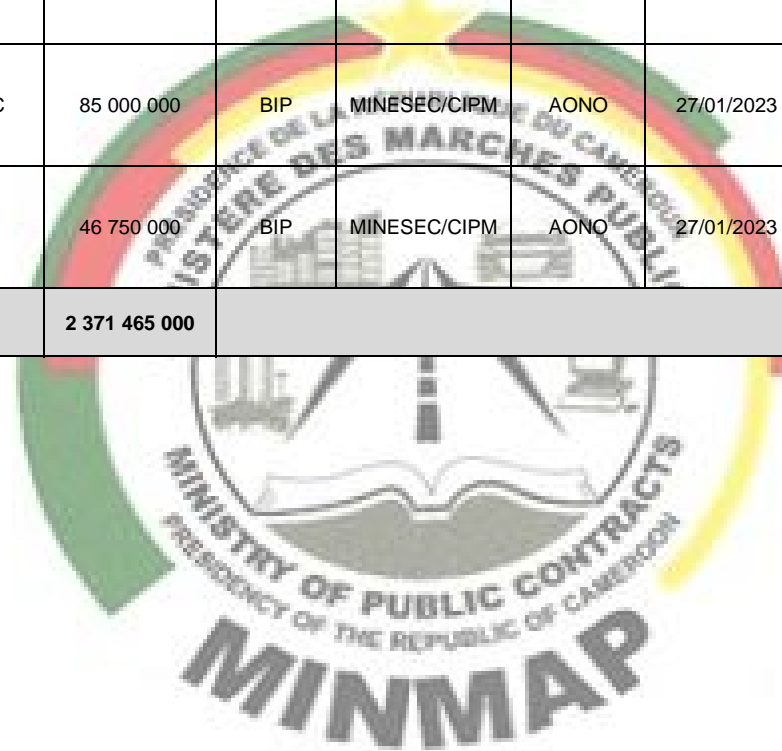 C 85 000 000 BIP MINESEC/CIPM AONO 27/01/2023
46 750 000 BIP MINESEC/CIPM AONO 27/01/2023
2 371 465 000
PRESIDENCE DE LA REPUBLIQUE DU CAMEROUN
MINISTERE DES MARCHES PUBLICS
MINISTRY OF PUBLIC CONTRACTS
PRESIDENCY OF THE REPUBLIC OF CAMEROON
MINMAP